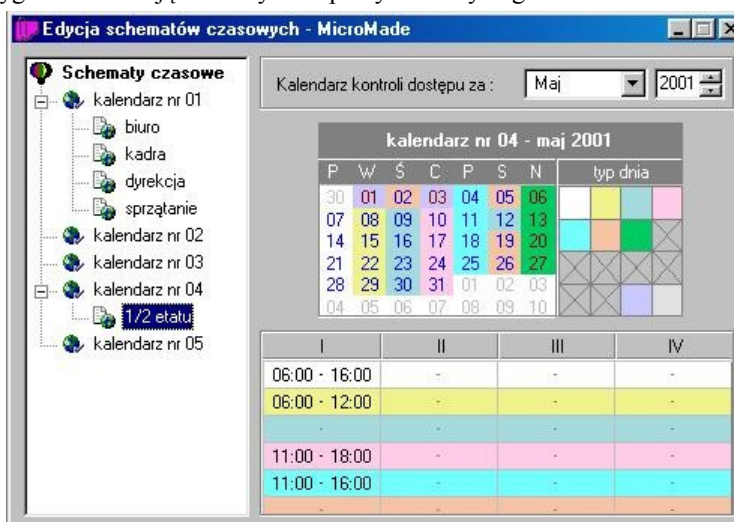 Edycja schematów czasowych - MicroMade
Schematy czasowe
kalendarz nr 01
biuro
kadra
dyrekcja
sprzątanie
kalendarz nr 02
kalendarz nr 03
kalendarz nr 04
1/2 etatu
kalendarz nr 05
Kalendarz kontroli dostępu za :
Maj
2001
kalendarz nr 04 - maj 2001
P W Ś C P S N typ dnia
30 01 02 03 04 05 06
07 08 09 10 11 12 13
14 15 16 17 18 19 20
21 22 23 24 25 26 27
28 29 30 31 01 02 03
04 05 06 07 08 09 10
I II III IV
06:00 - 16:00 - - -
06:00 - 12:00 - - -
- - - -
11:00 - 18:00 - - -
11:00 - 16:00 - - -
- - - -